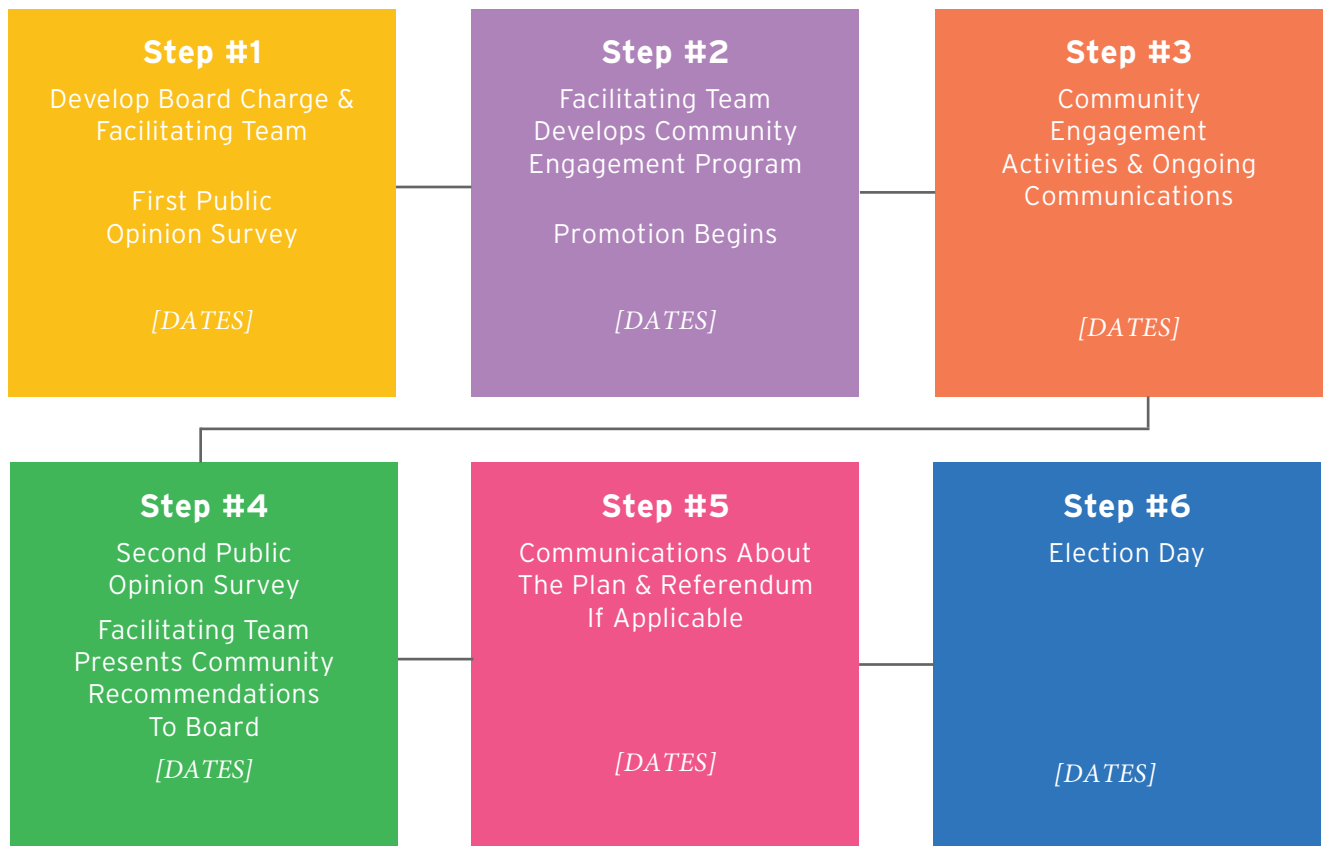 Step #1
Develop Board Charge &
Facilitating Team
First Public
Opinion Survey
[DATES]
Step #2
Facilitating Team
Develops Community
Engagement Program
Promotion Begins
[DATES]
Step #3
Community
Engagement
Activities & Ongoing
Communications
[DATES]
Step #4
Second Public
Opinion Survey
Facilitating Team
Presents Community
Recommendations
To Board
[DATES]
Step #5
Communications About
The Plan & Referendum
If Applicable
[DATES]
Step #6
Election Day
[DATES]